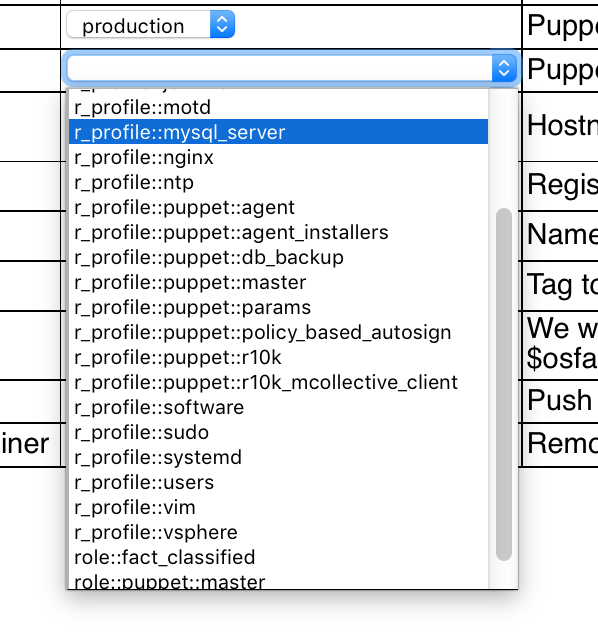 production
Puppe
Puppe
r_profile::motd
r_profile::mysql_server
r_profile::nginx
r_profile::ntp
r_profile::puppet::agent
r_profile::puppet::agent_installers
r_profile::puppet::db_backup
r_profile::puppet::master
r_profile::puppet::params
r_profile::puppet::policy_based_autosign
r_profile::puppet::r10k
r_profile::puppet::r10k_mcollective_client
r_profile::software
r_profile::sudo
r_profile::systemd
r_profile::users
r_profile::vim
r_profile::vsphere
role::fact_classified
role::puppet::master
Hostn
Regis
Name
Tag to
We w
$osfa
Push
iner
Remo